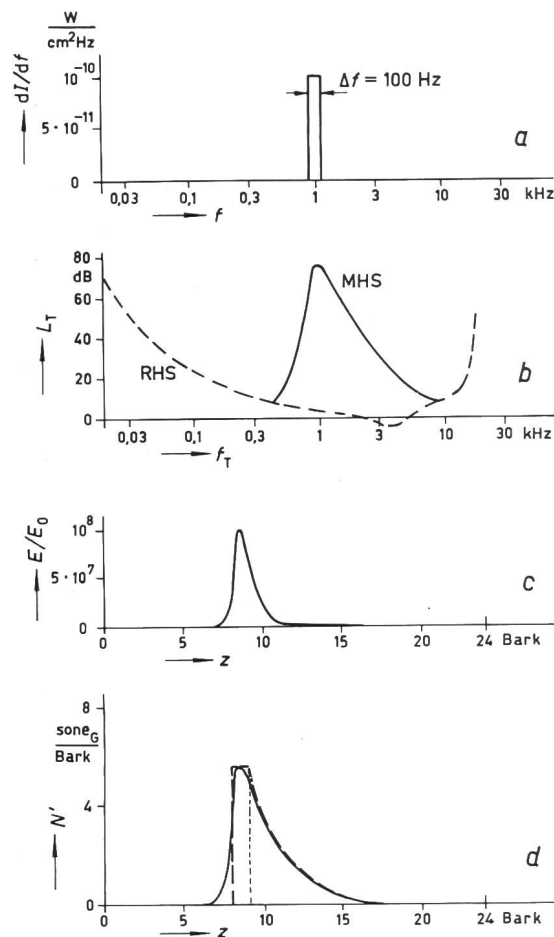 W
cm²Hz
dI/df
10⁻¹⁰
5·10⁻¹¹
0
Δf = 100 Hz
a
0,03 0,1 0,3 1 3 10 30 kHz
f
80
dB
60
40
20
0
L_T
MHS
RHS
b
0,03 0,1 0,3 1 3 10 30 kHz
f_T
E/E₀
10⁸
5·10⁷
0
c
0 5 10 15 20 24 Bark
z
8
sone_G
Bark
4
0
N'
d
0 5 10 15 20 24 Bark
z